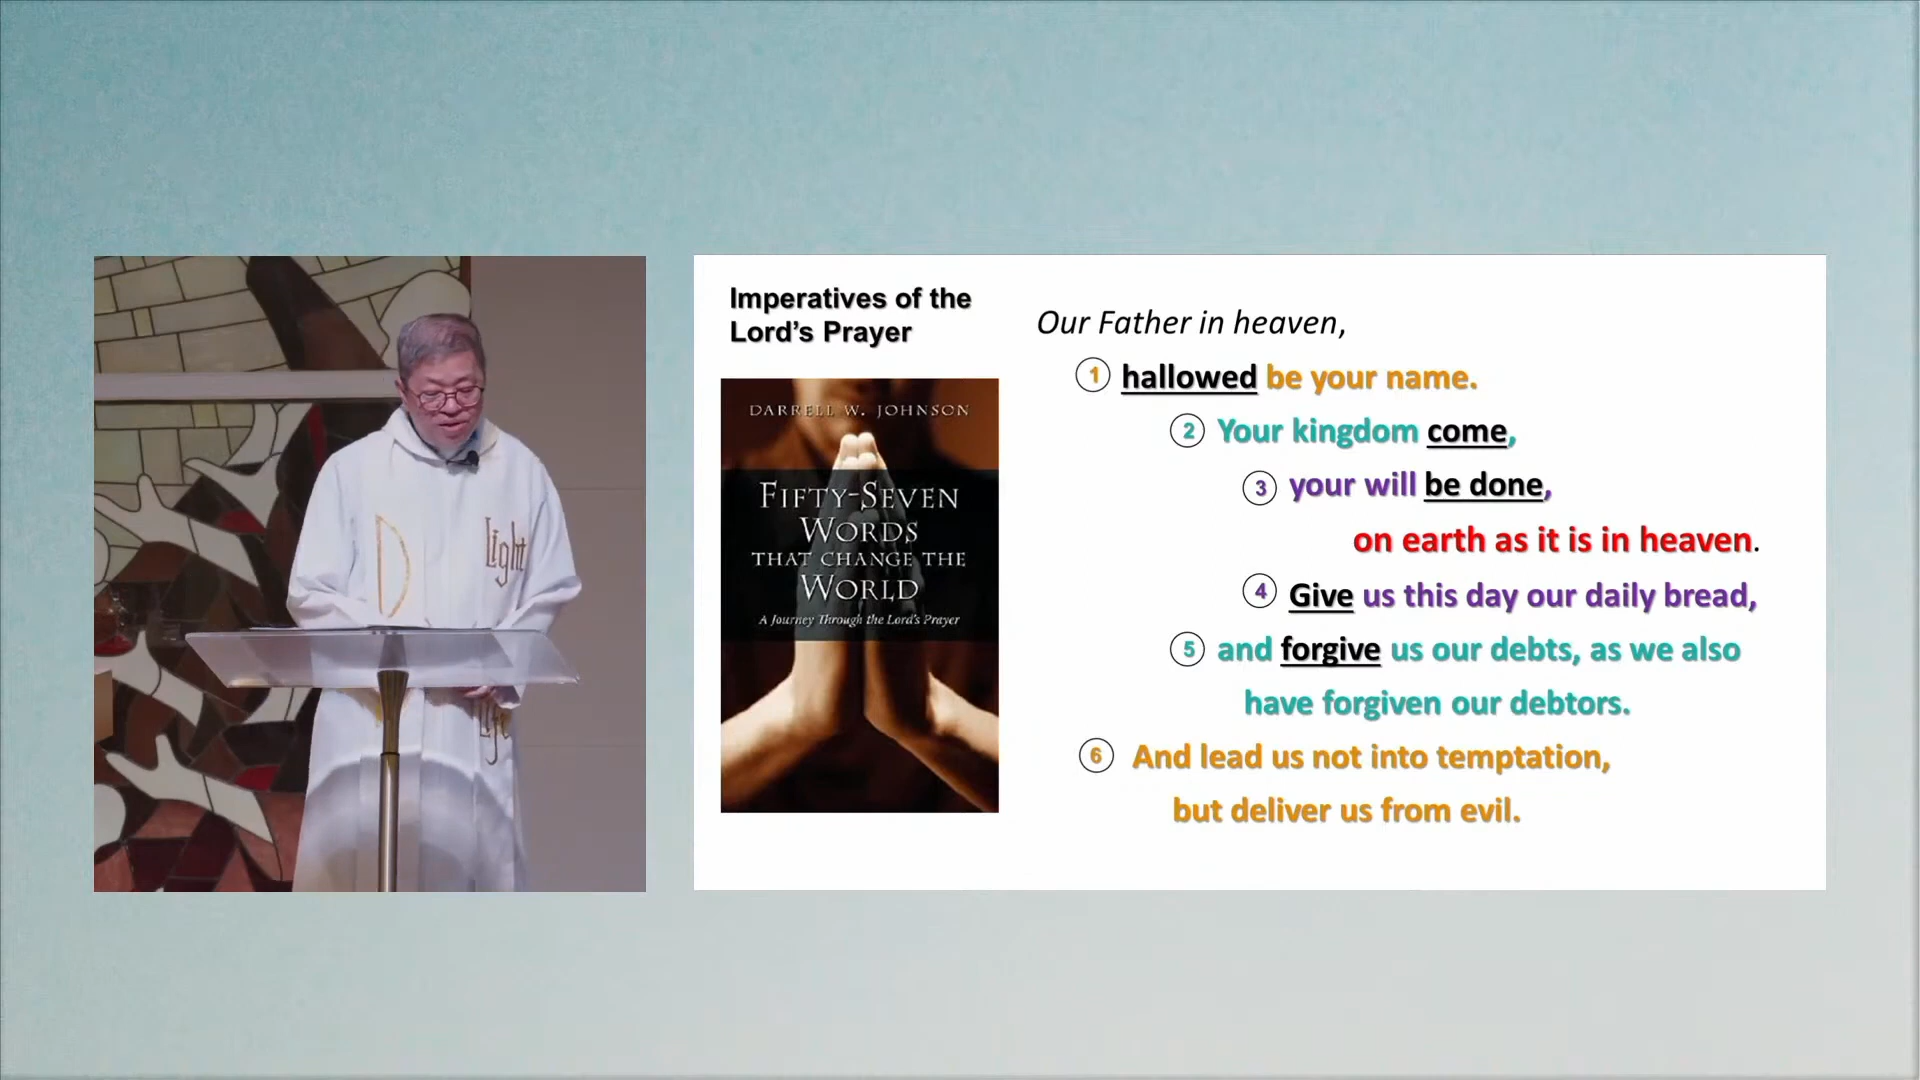 Imperatives of the
Lord's Prayer
DARRELL W. JOHNSON
FIFTY-SEVEN
WORDS
THAT CHANGE THE
WORLD
A Journey Through the Lord's Prayer
Our Father in heaven,
1 hallowed be your name.
2 Your kingdom come,
3 your will be done,
on earth as it is in heaven.
4 Give us this day our daily bread,
5 and forgive us our debts, as we also
have forgiven our debtors.
6 And lead us not into temptation,
but deliver us from evil.
Light
Life